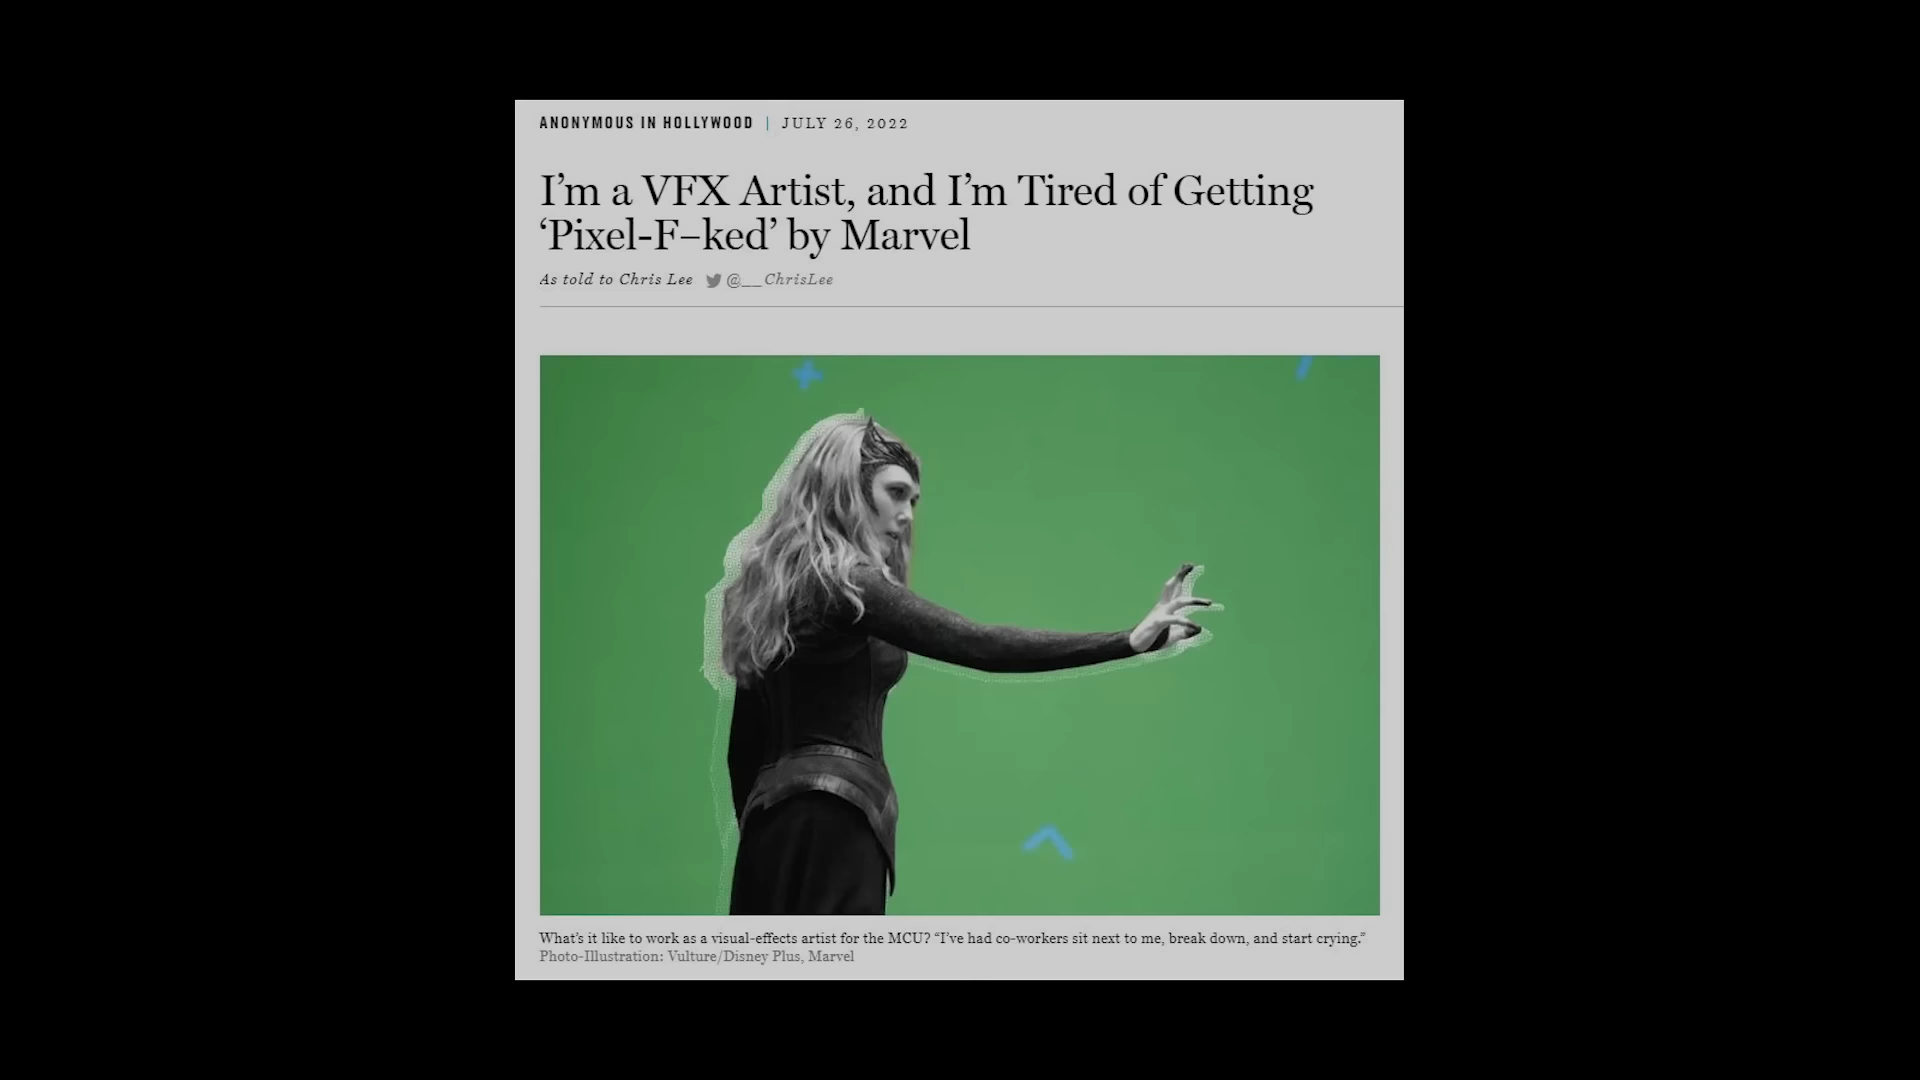 ANONYMOUS IN HOLLYWOOD | JULY 26, 2022
I’m a VFX Artist, and I’m Tired of Getting
‘Pixel-F–ked’ by Marvel
As told to Chris Lee @__ChrisLee
What’s it like to work as a visual-effects artist for the MCU? “I’ve had co-workers sit next to me, break down, and start crying.”
Photo-Illustration: Vulture/Disney Plus, Marvel